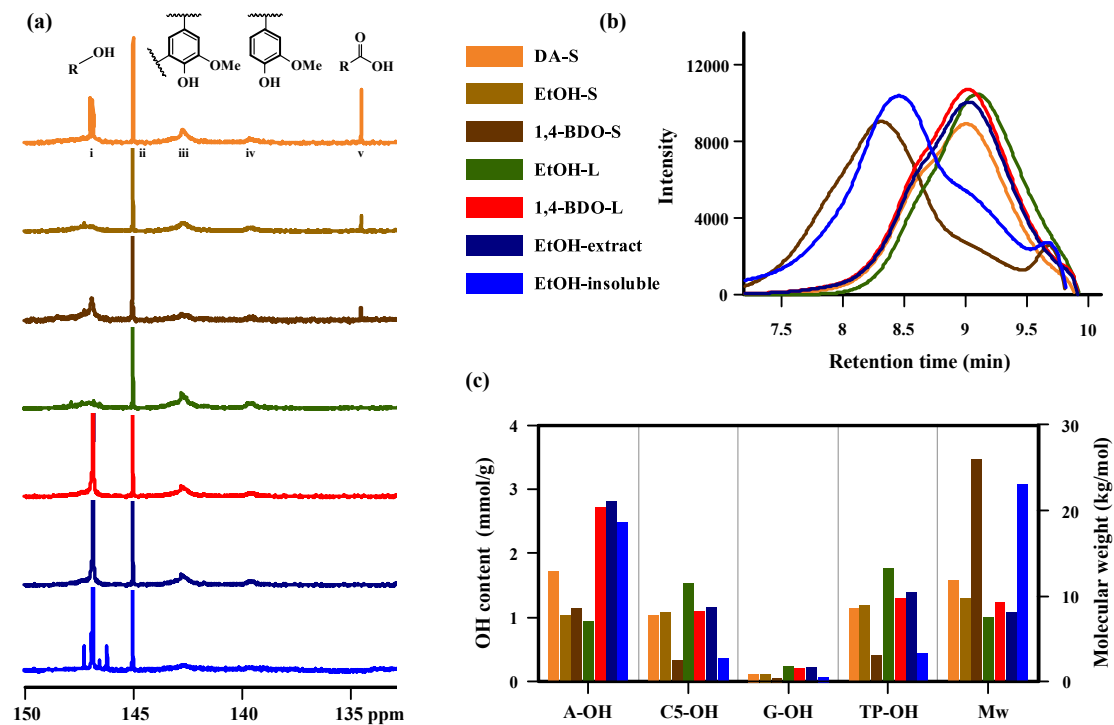 (a)
R
OH
OMe
OH
OMe
OH
R
O
OH
i
ii
iii
iv
v
150
145
140
135 ppm
DA-S
EtOH-S
1,4-BDO-S
EtOH-L
1,4-BDO-L
EtOH-extract
EtOH-insoluble
(b)
Intensity
12000
8000
4000
0
7.5
8
8.5
9
9.5
10
Retention time (min)
(c)
OH content (mmol/g)
4
3
2
1
0
A-OH
C5-OH
G-OH
TP-OH
Mw
30
20
10
0
Molecular weight (kg/mol)